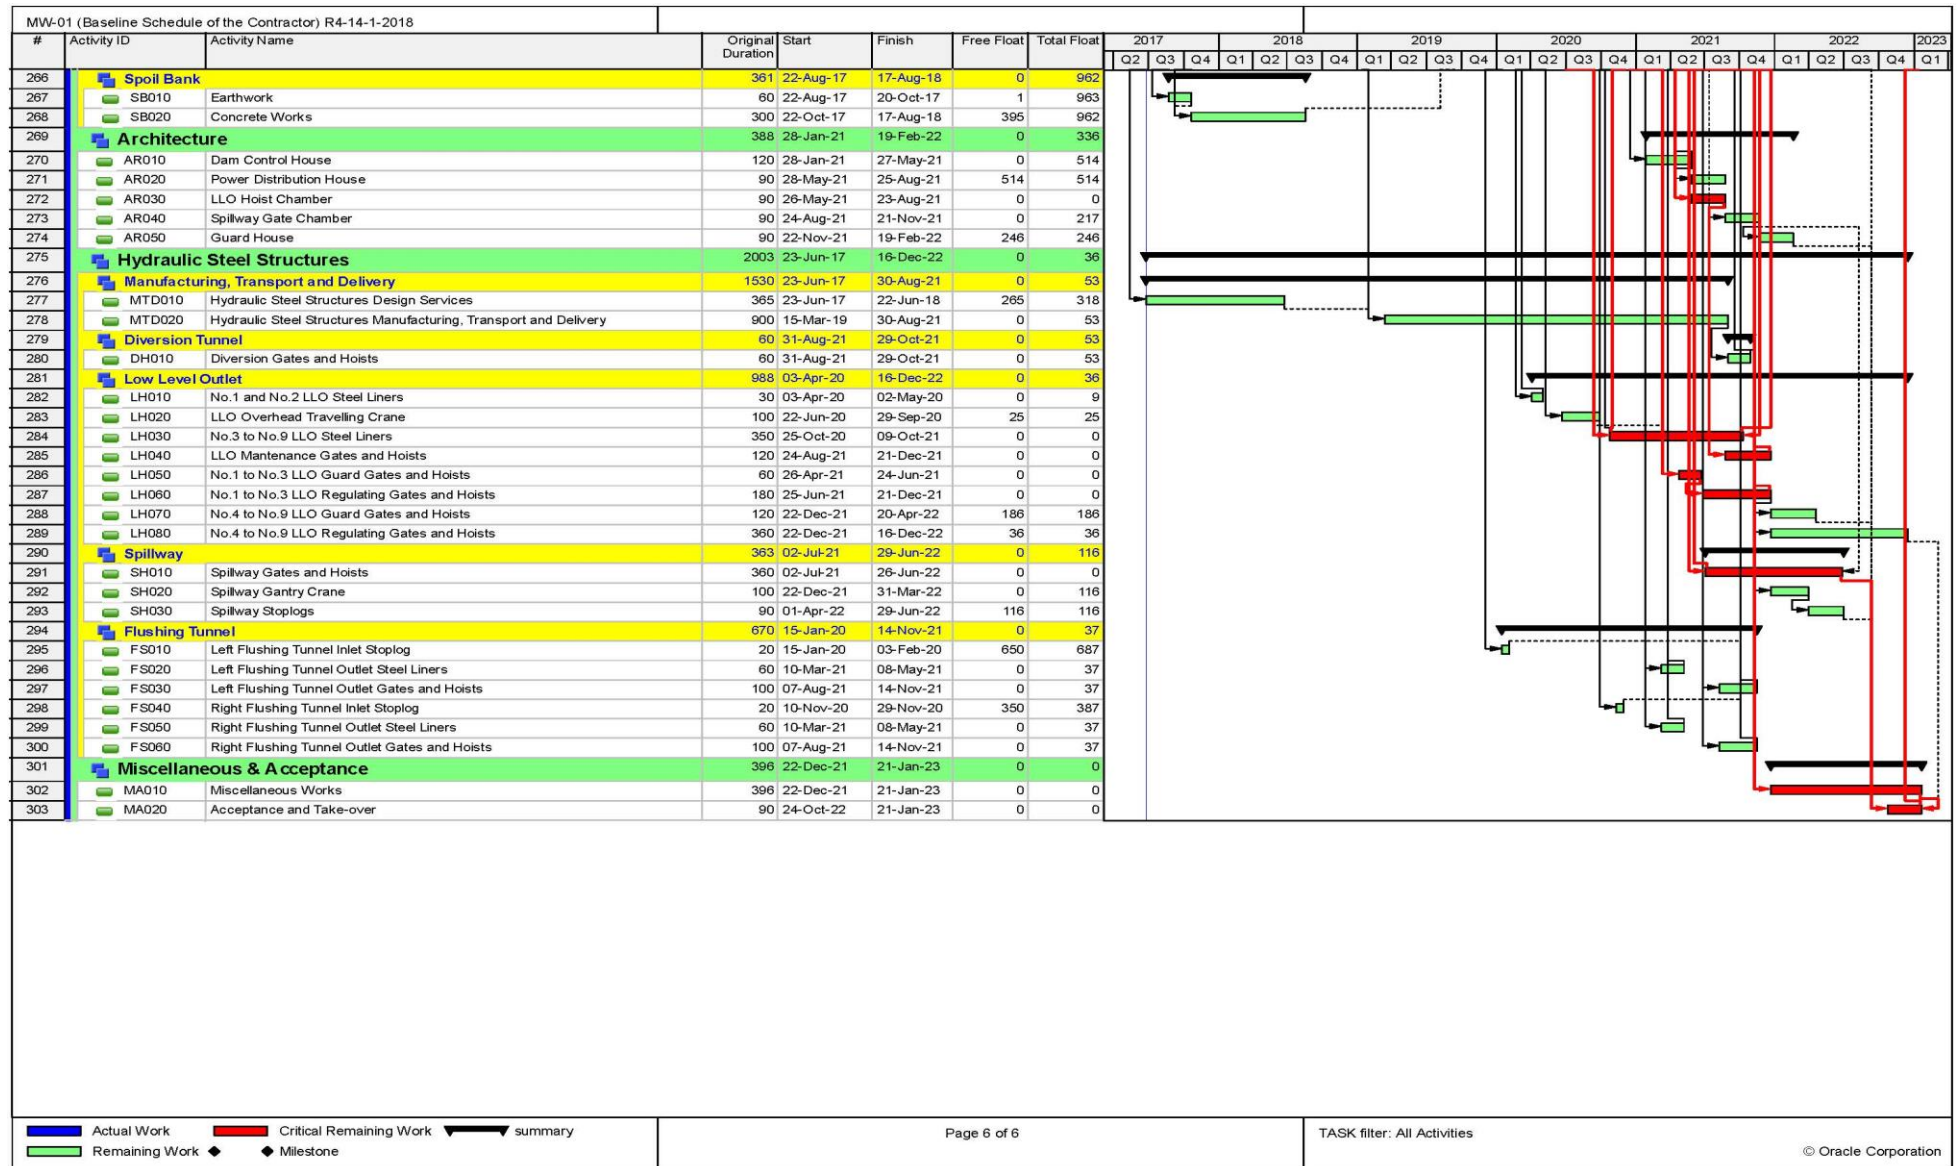 MW-01 (Baseline Schedule of the Contractor) R4-14-1-2018
# Activity ID Activity Name Original Duration Start Finish Free Float Total Float 2017 2018 2019 2020 2021 2022 2023
Q2 Q3 Q4 Q1 Q2 Q3 Q4 Q1 Q2 Q3 Q4 Q1 Q2 Q3 Q4 Q1 Q2 Q3 Q4 Q1 Q2 Q3 Q4 Q1
266 Spoil Bank 361 22-Aug-17 17-Aug-18 0 962
267 SB010 Earthwork 60 22-Aug-17 20-Oct-17 1 963
268 SB020 Concrete Works 300 22-Oct-17 17-Aug-18 395 962
269 Architecture 388 28-Jan-21 19-Feb-22 0 336
270 AR010 Dam Control House 120 28-Jan-21 27-May-21 0 514
271 AR020 Power Distribution House 90 28-May-21 25-Aug-21 514 514
272 AR030 LLO Hoist Chamber 90 26-May-21 23-Aug-21 0 0
273 AR040 Spillway Gate Chamber 90 24-Aug-21 21-Nov-21 0 217
274 AR050 Guard House 90 22-Nov-21 19-Feb-22 246 246
275 Hydraulic Steel Structures 2003 23-Jun-17 16-Dec-22 0 36
276 Manufacturing, Transport and Delivery 1530 23-Jun-17 30-Aug-21 0 53
277 MTD010 Hydraulic Steel Structures Design Services 365 23-Jun-17 22-Jun-18 265 318
278 MTD020 Hydraulic Steel Structures Manufacturing, Transport and Delivery 900 15-Mar-19 30-Aug-21 0 53
279 Diversion Tunnel 60 31-Aug-21 29-Oct-21 0 53
280 DH010 Diversion Gates and Hoists 60 31-Aug-21 29-Oct-21 0 53
281 Low Level Outlet 988 03-Apr-20 16-Dec-22 0 36
282 LH010 No.1 and No.2 LLO Steel Liners 30 03-Apr-20 02-May-20 0 9
283 LH020 LLO Overhead Travelling Crane 100 22-Jun-20 29-Sep-20 25 25
284 LH030 No.3 to No.9 LLO Steel Liners 350 25-Oct-20 09-Oct-21 0 0
285 LH040 LLO Mantenance Gates and Hoists 120 24-Aug-21 21-Dec-21 0 0
286 LH050 No.1 to No.3 LLO Guard Gates and Hoists 60 26-Apr-21 24-Jun-21 0 0
287 LH060 No.1 to No.3 LLO Regulating Gates and Hoists 180 25-Jun-21 21-Dec-21 0 0
288 LH070 No.4 to No.9 LLO Guard Gates and Hoists 120 22-Dec-21 20-Apr-22 186 186
289 LH080 No.4 to No.9 LLO Regulating Gates and Hoists 360 22-Dec-21 16-Dec-22 36 36
290 Spillway 363 02-Jul-21 29-Jun-22 0 116
291 SH010 Spillway Gates and Hoists 360 02-Jul-21 26-Jun-22 0 0
292 SH020 Spillway Gantry Crane 100 22-Dec-21 31-Mar-22 0 116
293 SH030 Spillway Stoplogs 90 01-Apr-22 29-Jun-22 116 116
294 Flushing Tunnel 670 15-Jan-20 14-Nov-21 0 37
295 FS010 Left Flushing Tunnel Inlet Stoplog 20 15-Jan-20 03-Feb-20 650 687
296 FS020 Left Flushing Tunnel Outlet Steel Liners 60 10-Mar-21 08-May-21 0 37
297 FS030 Left Flushing Tunnel Outlet Gates and Hoists 100 07-Aug-21 14-Nov-21 0 37
298 FS040 Right Flushing Tunnel Inlet Stoplog 20 10-Nov-20 29-Nov-20 350 387
299 FS050 Right Flushing Tunnel Outlet Steel Liners 60 10-Mar-21 08-May-21 0 37
300 FS060 Right Flushing Tunnel Outlet Gates and Hoists 100 07-Aug-21 14-Nov-21 0 37
301 Miscellaneous & Acceptance 396 22-Dec-21 21-Jan-23 0 0
302 MA010 Miscellaneous Works 396 22-Dec-21 21-Jan-23 0 0
303 MA020 Acceptance and Take-over 90 24-Oct-22 21-Jan-23 0 0
Actual Work Critical Remaining Work summary Page 6 of 6 TASK filter: All Activities
Remaining Work Milestone © Oracle Corporation